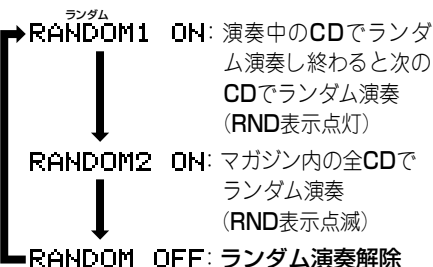 ランダム
RANDOM1 ON: 演奏中のCDでランダ
ム演奏し終わると次の
CDでランダム演奏
(RND表示点灯)
RANDOM2 ON: マガジン内の全CDで
ランダム演奏
(RND表示点滅)
RANDOM OFF: ランダム演奏解除